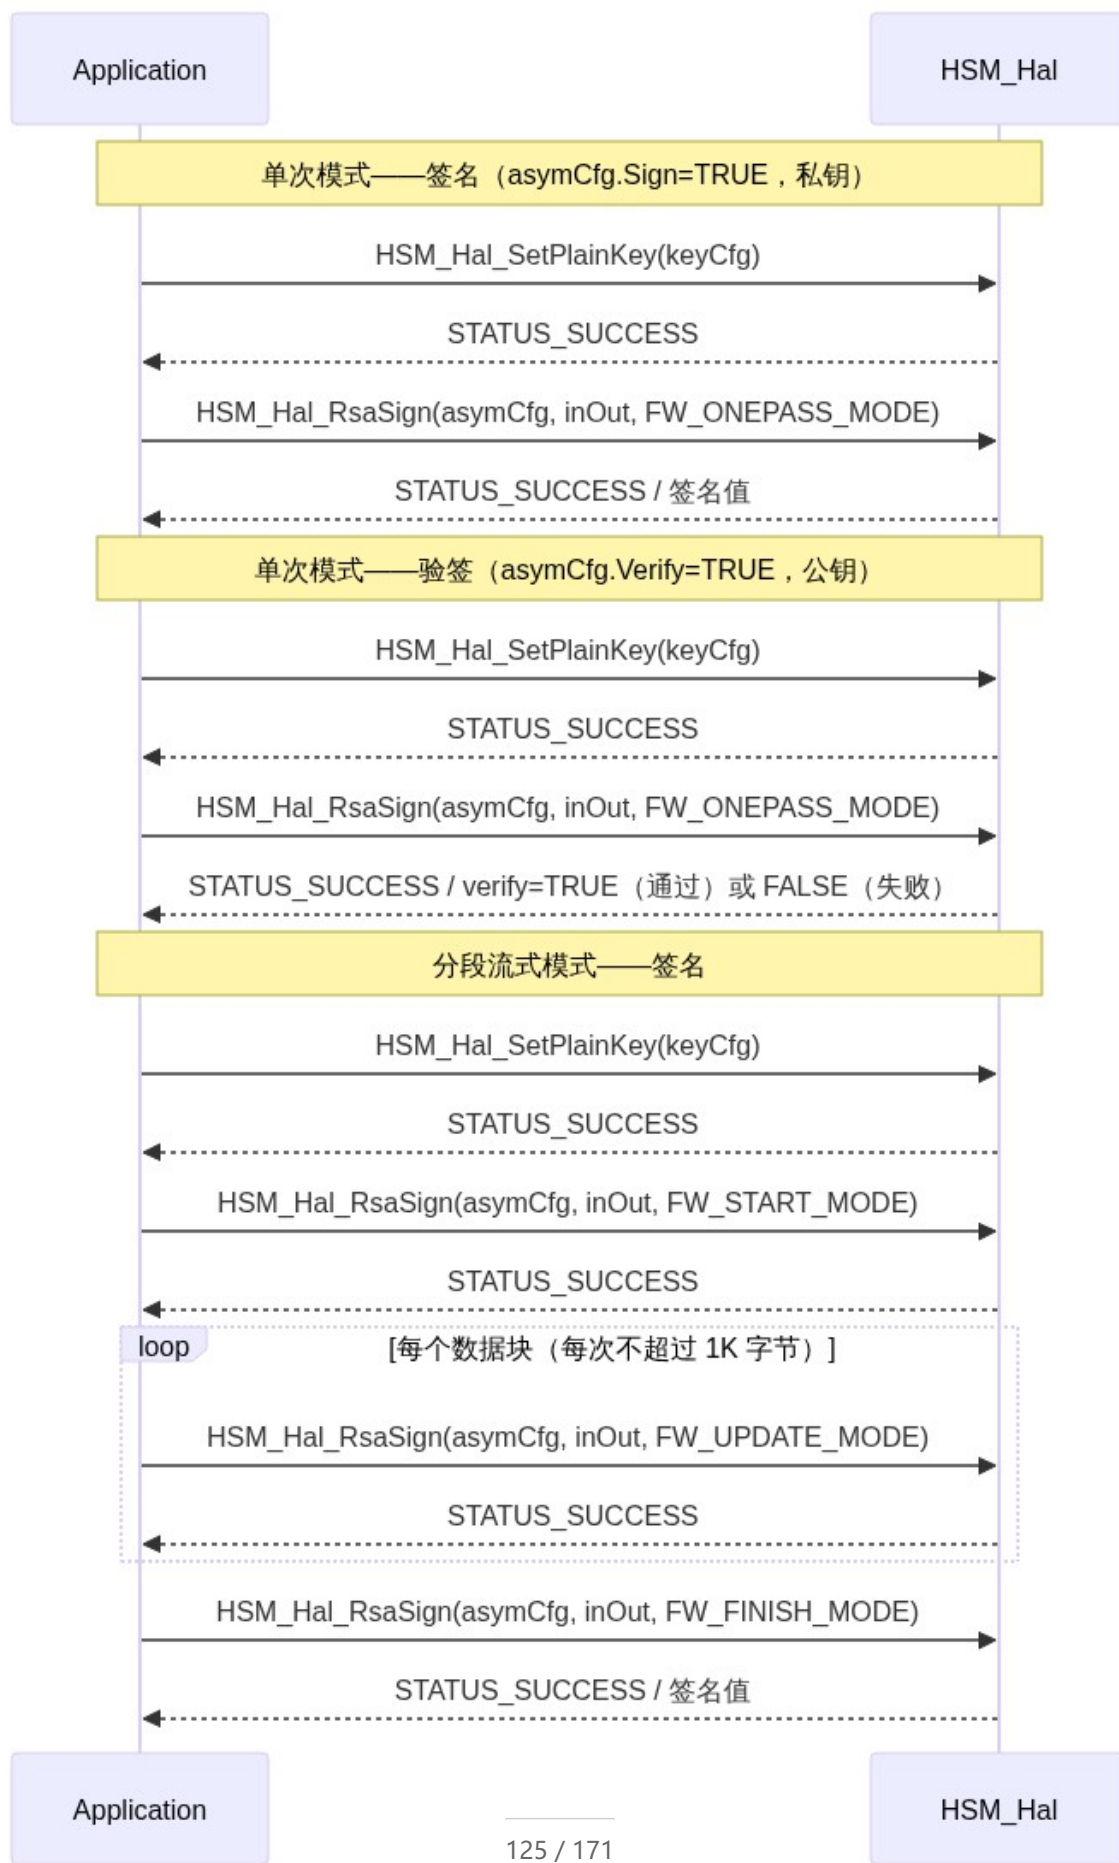 Application HSM_Hal
单次模式——签名（asymCfg.Sign=TRUE，私钥）
HSM_Hal_SetPlainKey(keyCfg)
STATUS_SUCCESS
HSM_Hal_RsaSign(asymCfg, inOut, FW_ONEPASS_MODE)
STATUS_SUCCESS / 签名值
单次模式——验签（asymCfg.Verify=TRUE，公钥）
HSM_Hal_SetPlainKey(keyCfg)
STATUS_SUCCESS
HSM_Hal_RsaSign(asymCfg, inOut, FW_ONEPASS_MODE)
STATUS_SUCCESS / verify=TRUE（通过）或 FALSE（失败）
分段流式模式——签名
HSM_Hal_SetPlainKey(keyCfg)
STATUS_SUCCESS
HSM_Hal_RsaSign(asymCfg, inOut, FW_START_MODE)
STATUS_SUCCESS
loop [每个数据块（每次不超过 1K 字节）]
HSM_Hal_RsaSign(asymCfg, inOut, FW_UPDATE_MODE)
STATUS_SUCCESS
HSM_Hal_RsaSign(asymCfg, inOut, FW_FINISH_MODE)
STATUS_SUCCESS / 签名值
Application HSM_Hal
125 / 171